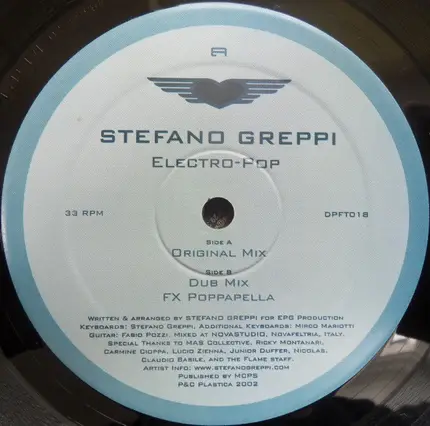 A
STEFANO GREPPI
ELECTRO-POP
33 RPM
DPFT018
SIDE A
ORIGINAL MIX
SIDE B
DUB MIX
FX POPPAPELLA
WRITTEN & ARRANGED BY STEFANO GREPPI FOR EPG PRODUCTION
KEYBOARDS: STEFANO GREPPI, ADDITIONAL KEYBOARDS: MIRCO MARIOTTI
GUITAR: FABIO POZZI. MIXED AT NOVASTUDIO, NOVAFELTRIA, ITALY.
SPECIAL THANKS TO MAS COLLECTIVE, RICKY MONTANARI,
CARMINE CIOPPA, LUCIO ZIENNA, JUNIOR DUFFER, NICOLAS,
CLAUDIO BASILE, AND THE FLAME STAFF.
ARTIST INFO: WWW.STEFANOGREPPI.COM
PUBLISHED BY MCPS
P&C PLASTICA 2002